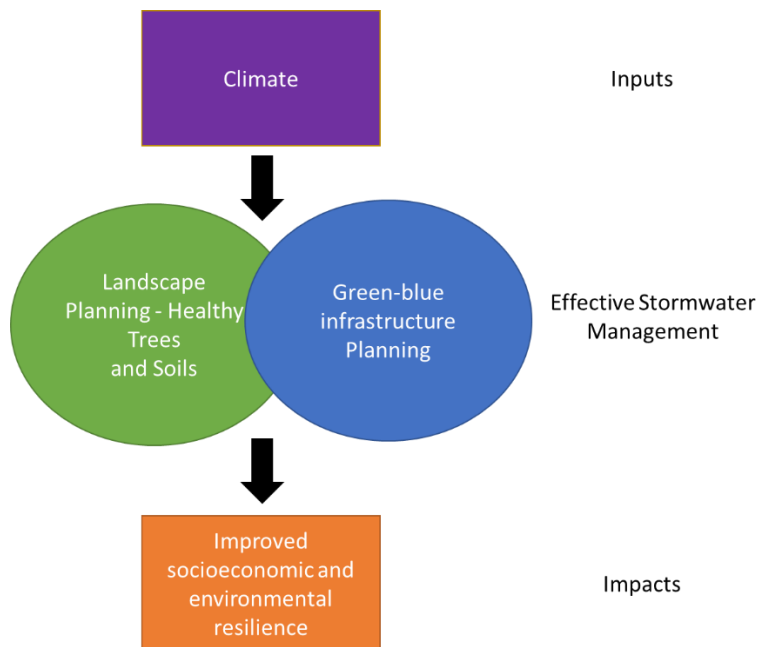 Climate
Inputs
Landscape
Planning - Healthy
Trees
and Soils
Green-blue
infrastructure
Planning
Effective Stormwater
Management
Improved
socioeconomic and
environmental
resilience
Impacts